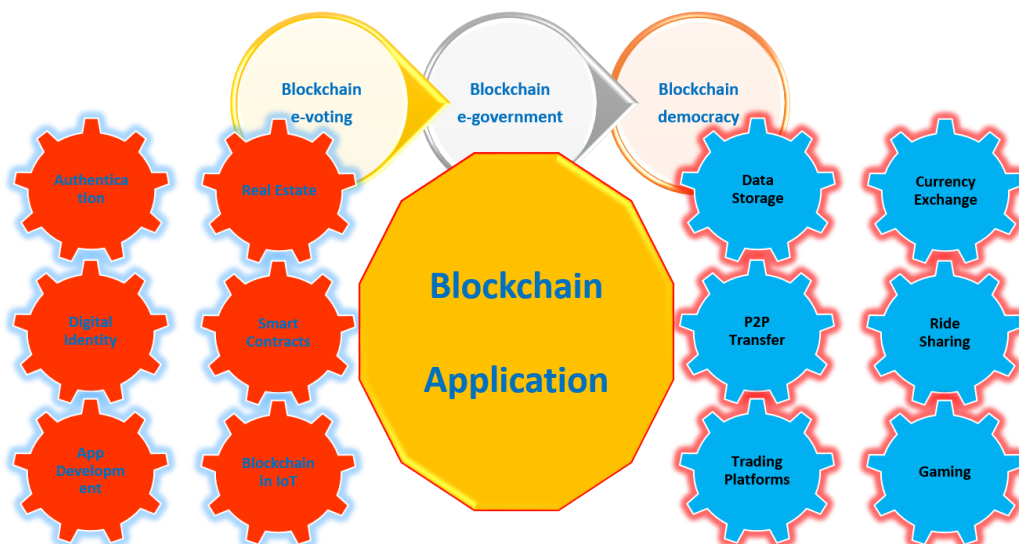 Blockchain
e-voting
Blockchain
e-government
Blockchain
democracy
Authentica
tion
Real Estate
Data
Storage
Currency
Exchange
Blockchain
Application
Digital
Identity
Smart
Contracts
P2P
Transfer
Ride
Sharing
App
Developm
ent
Blockchain
in IoT
Trading
Platforms
Gaming